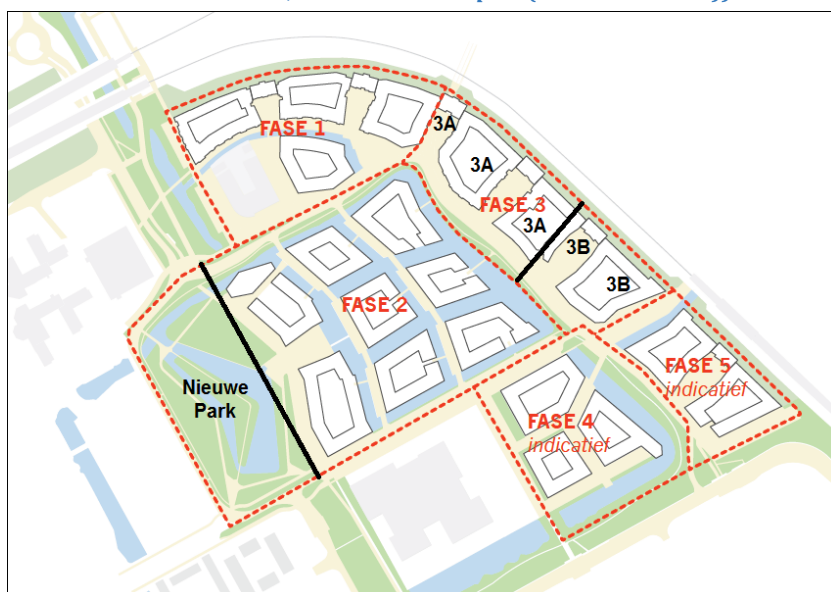 FASE 1
3A
3A
FASE 3
3A
3B
3B
FASE 2
Nieuwe
Park
FASE 5
indicatief
FASE 4
indicatief